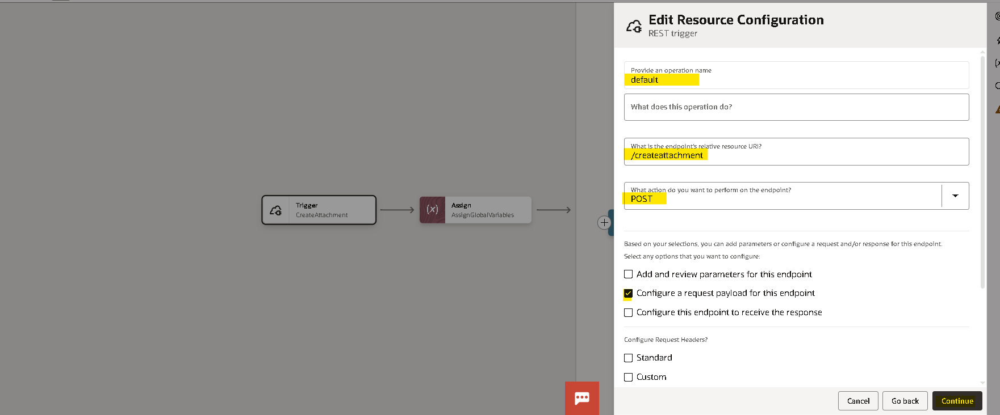 Edit Resource Configuration
REST trigger
Provide an operation name
default
What does this operation do?
What is the endpoint's relative resource URI?
/createattachment
What action do you want to perform on the endpoint?
POST
Trigger
CreateAttachment
(x)
Assign
AssignGlobalVariables
Based on your selections, you can add parameters or configure a request and/or response for this endpoint.
Select any options that you want to configure:
Add and review parameters for this endpoint
Configure a request payload for this endpoint
Configure this endpoint to receive the response
Configure Request Headers?
Standard
Custom
Cancel
Go back
Continue